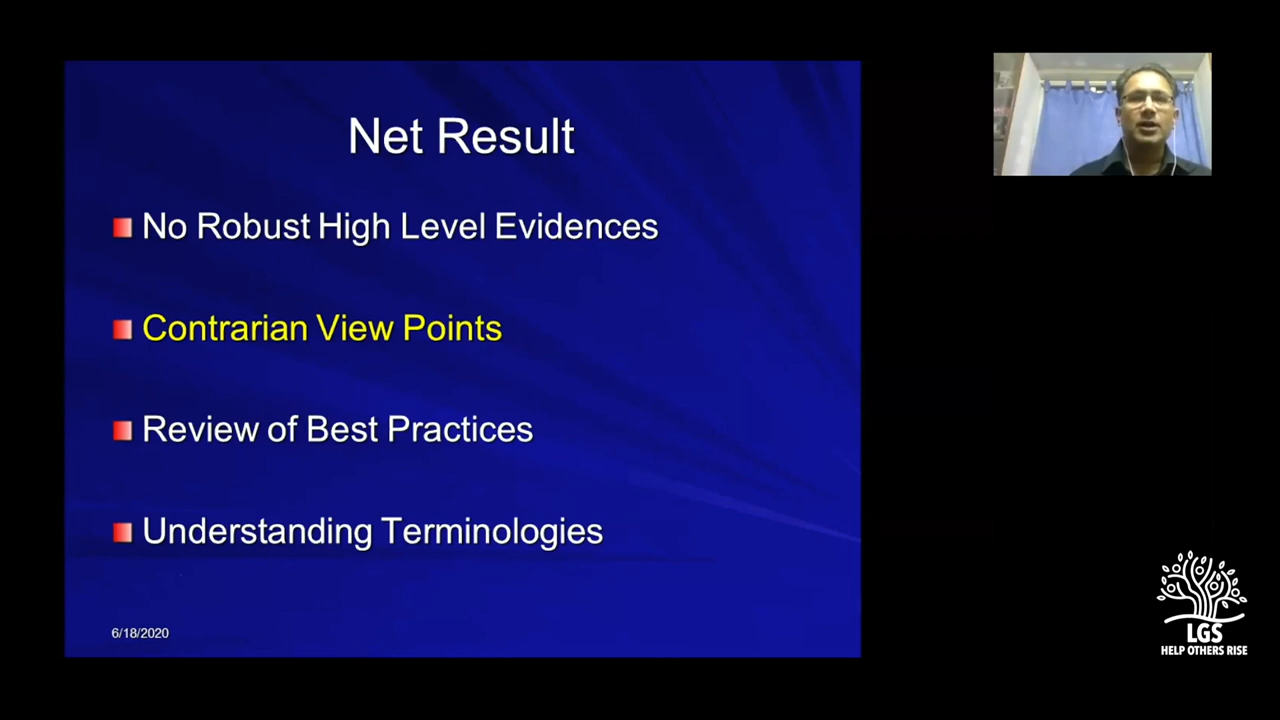 Net Result
No Robust High Level Evidences
Contrarian View Points
Review of Best Practices
Understanding Terminologies
6/18/2020
LGS
HELP OTHERS RISE